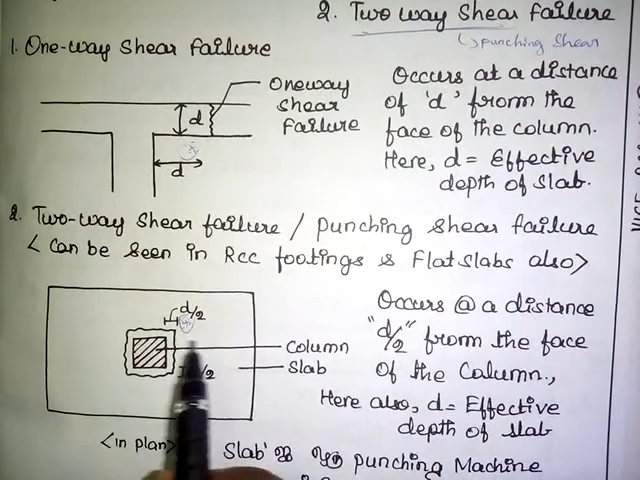 2. Two way Shear failure
↳ punching Shear
1. One-way Shear failure
Oneway
Shear
Failure
d
d
Occurs at a distance
of 'd' from the
face of the column.
Here, d = Effective
depth of slab.
2. Two-way Shear failure / punching shear failure
< Can be seen in Rcc footings & Flat slabs also>
d/2
Column
Slab
/2
<in plan>
Occurs @ a distance
"d/2" from the face
of the Column.,
Here also, d = Effective
depth of slab
Slab'ஐ ஒரு punching Machine